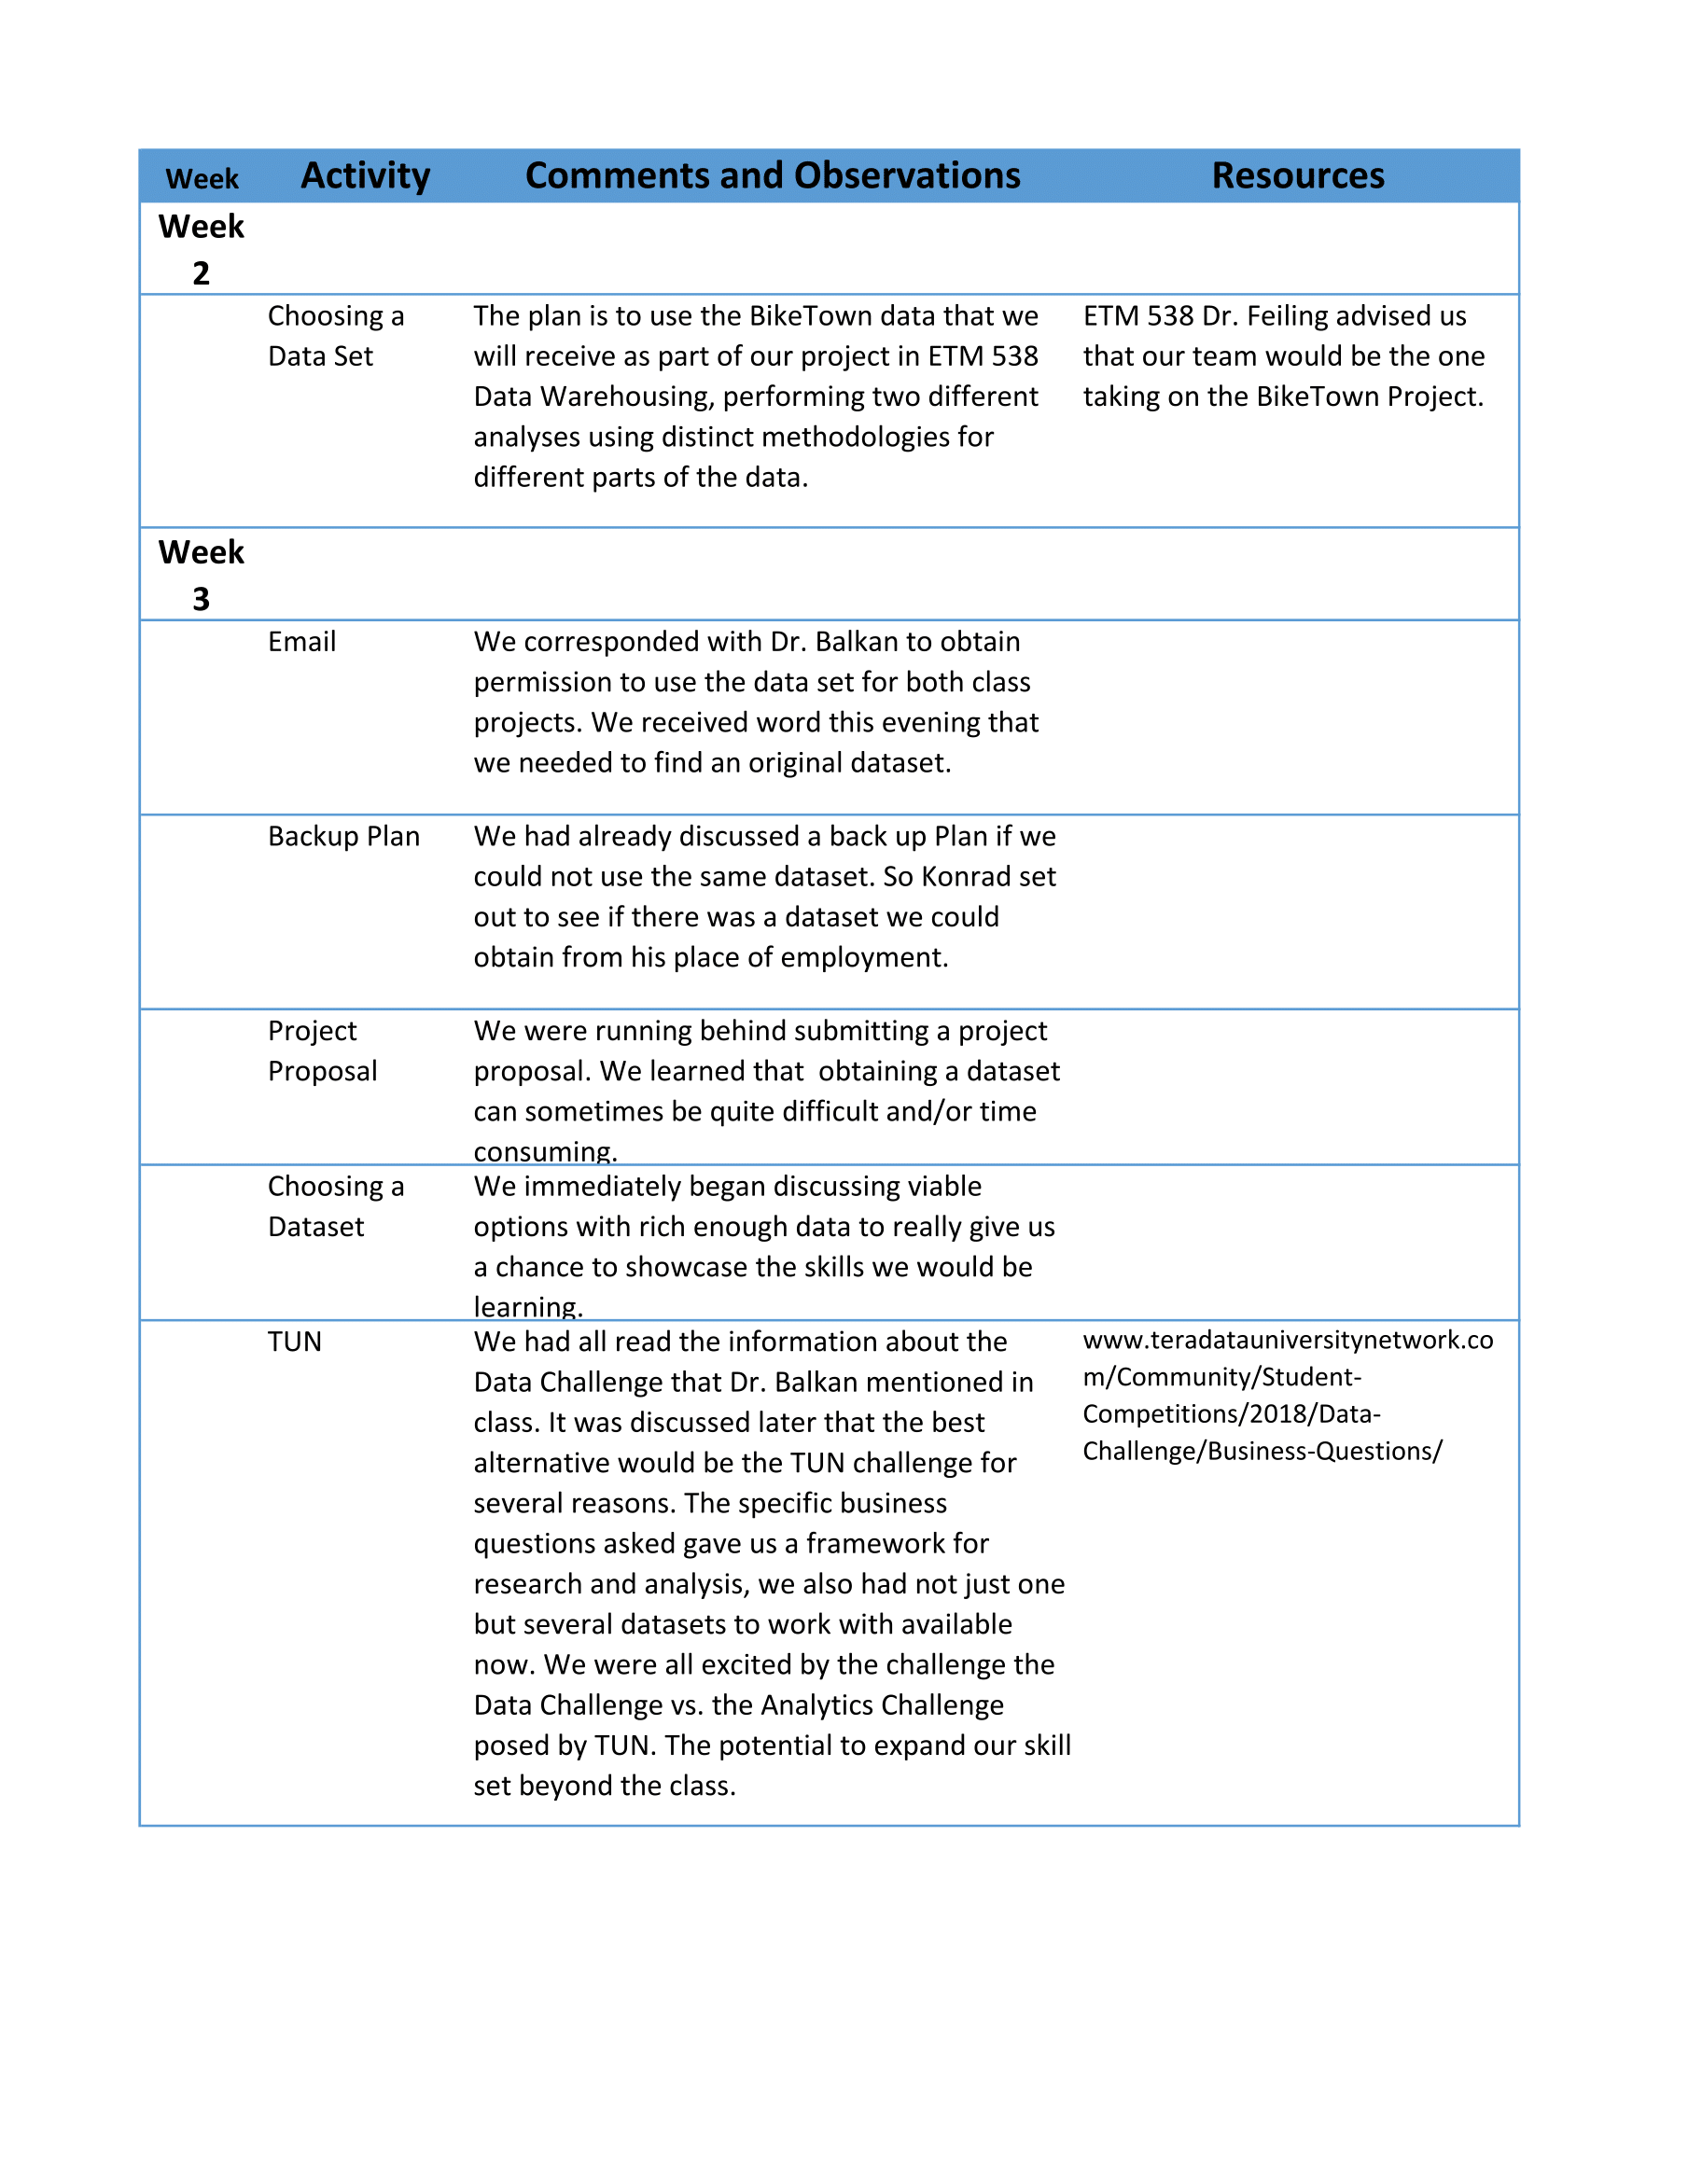 Week Activity Comments and Observations Resources
Week
2
Choosing a
Data Set
The plan is to use the BikeTown data that we
will receive as part of our project in ETM 538
Data Warehousing, performing two different
analyses using distinct methodologies for
different parts of the data.
ETM 538 Dr. Feiling advised us
that our team would be the one
taking on the BikeTown Project.
Week
3
Email
We corresponded with Dr. Balkan to obtain
permission to use the data set for both class
projects. We received word this evening that
we needed to find an original dataset.
Backup Plan
We had already discussed a back up Plan if we
could not use the same dataset. So Konrad set
out to see if there was a dataset we could
obtain from his place of employment.
Project
Proposal
We were running behind submitting a project
proposal. We learned that  obtaining a dataset
can sometimes be quite difficult and/or time
consuming.
Choosing a
Dataset
We immediately began discussing viable
options with rich enough data to really give us
a chance to showcase the skills we would be
learning.
TUN
We had all read the information about the
Data Challenge that Dr. Balkan mentioned in
class. It was discussed later that the best
alternative would be the TUN challenge for
several reasons. The specific business
questions asked gave us a framework for
research and analysis, we also had not just one
but several datasets to work with available
now. We were all excited by the challenge the
Data Challenge vs. the Analytics Challenge
posed by TUN. The potential to expand our skill
set beyond the class.
www.teradatauniversitynetwork.co
m/Community/Student-
Competitions/2018/Data-
Challenge/Business-Questions/